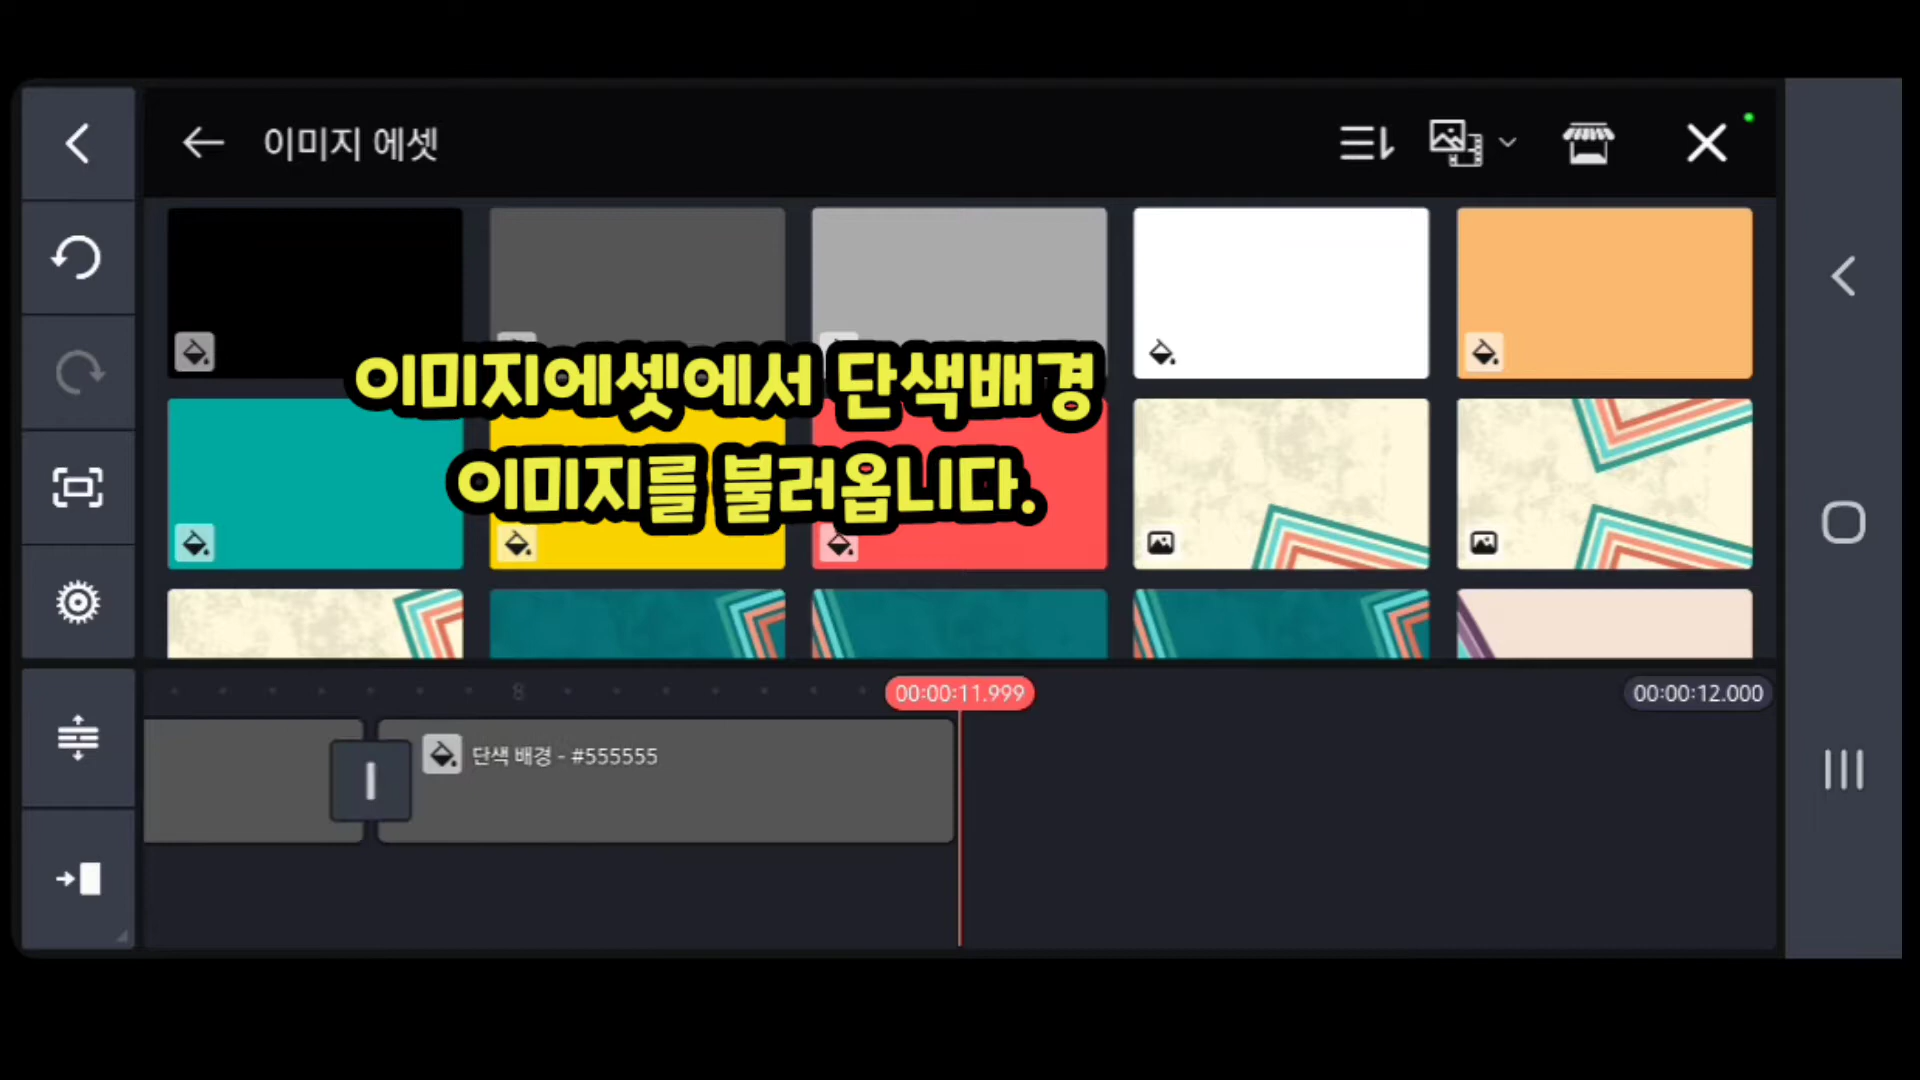 이미지 에셋
이미지에셋에서 단색배경
이미지를 불러옵니다.
8
00:00:11.999
00:00:12.000
단색 배경 - #555555